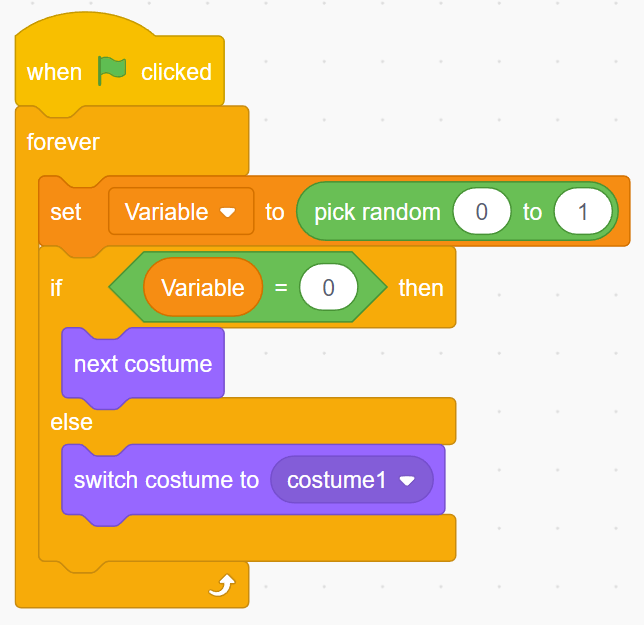 when clicked
forever
set Variable to pick random 0 to 1
if Variable = 0 then
next costume
else
switch costume to costume1